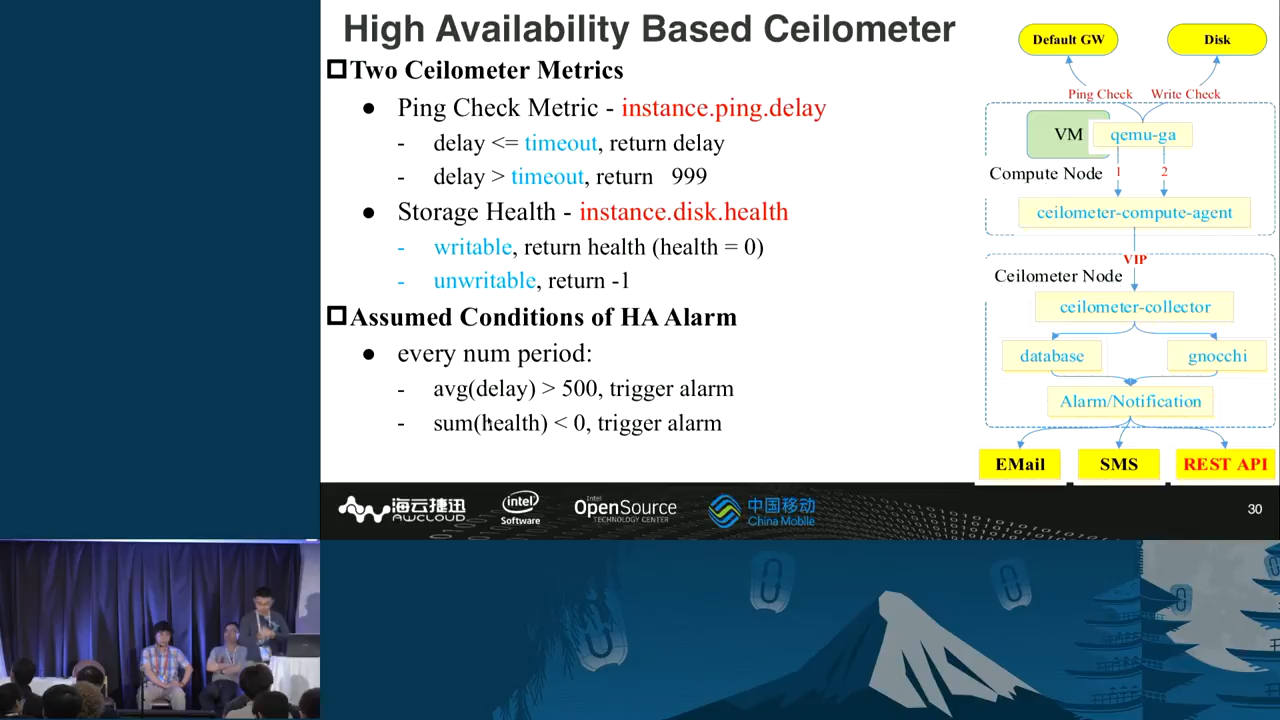 High Availability Based Ceilometer
Two Ceilometer Metrics
● Ping Check Metric - instance.ping.delay
- delay <= timeout, return delay
- delay > timeout, return 999
● Storage Health - instance.disk.health
- writable, return health (health = 0)
- unwritable, return -1
Assumed Conditions of HA Alarm
● every num period:
- avg(delay) > 500, trigger alarm
- sum(health) < 0, trigger alarm
Default GW
Disk
Ping Check
Write Check
VM
qemu-ga
Compute Node
1
2
ceilometer-compute-agent
VIP
Ceilometer Node
ceilometer-collector
database
gnocchi
Alarm/Notification
EMail
SMS
REST API
海云捷迅
AWCLOUD
intel
Software
Intel
OpenSource
TECHNOLOGY CENTER
中国移动
China Mobile
30